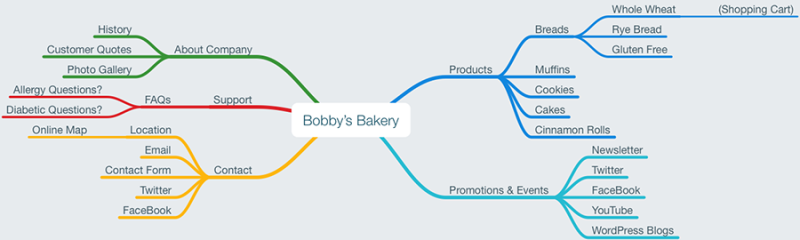 Bobby's Bakery
About Company
History
Customer Quotes
Photo Gallery
Support
FAQs
Allergy Questions?
Diabetic Questions?
Contact
Location
Online Map
Email
Contact Form
Twitter
FaceBook
Products
Breads
Whole Wheat
(Shopping Cart)
Rye Bread
Gluten Free
Muffins
Cookies
Cakes
Cinnamon Rolls
Promotions & Events
Newsletter
Twitter
FaceBook
YouTube
WordPress Blogs